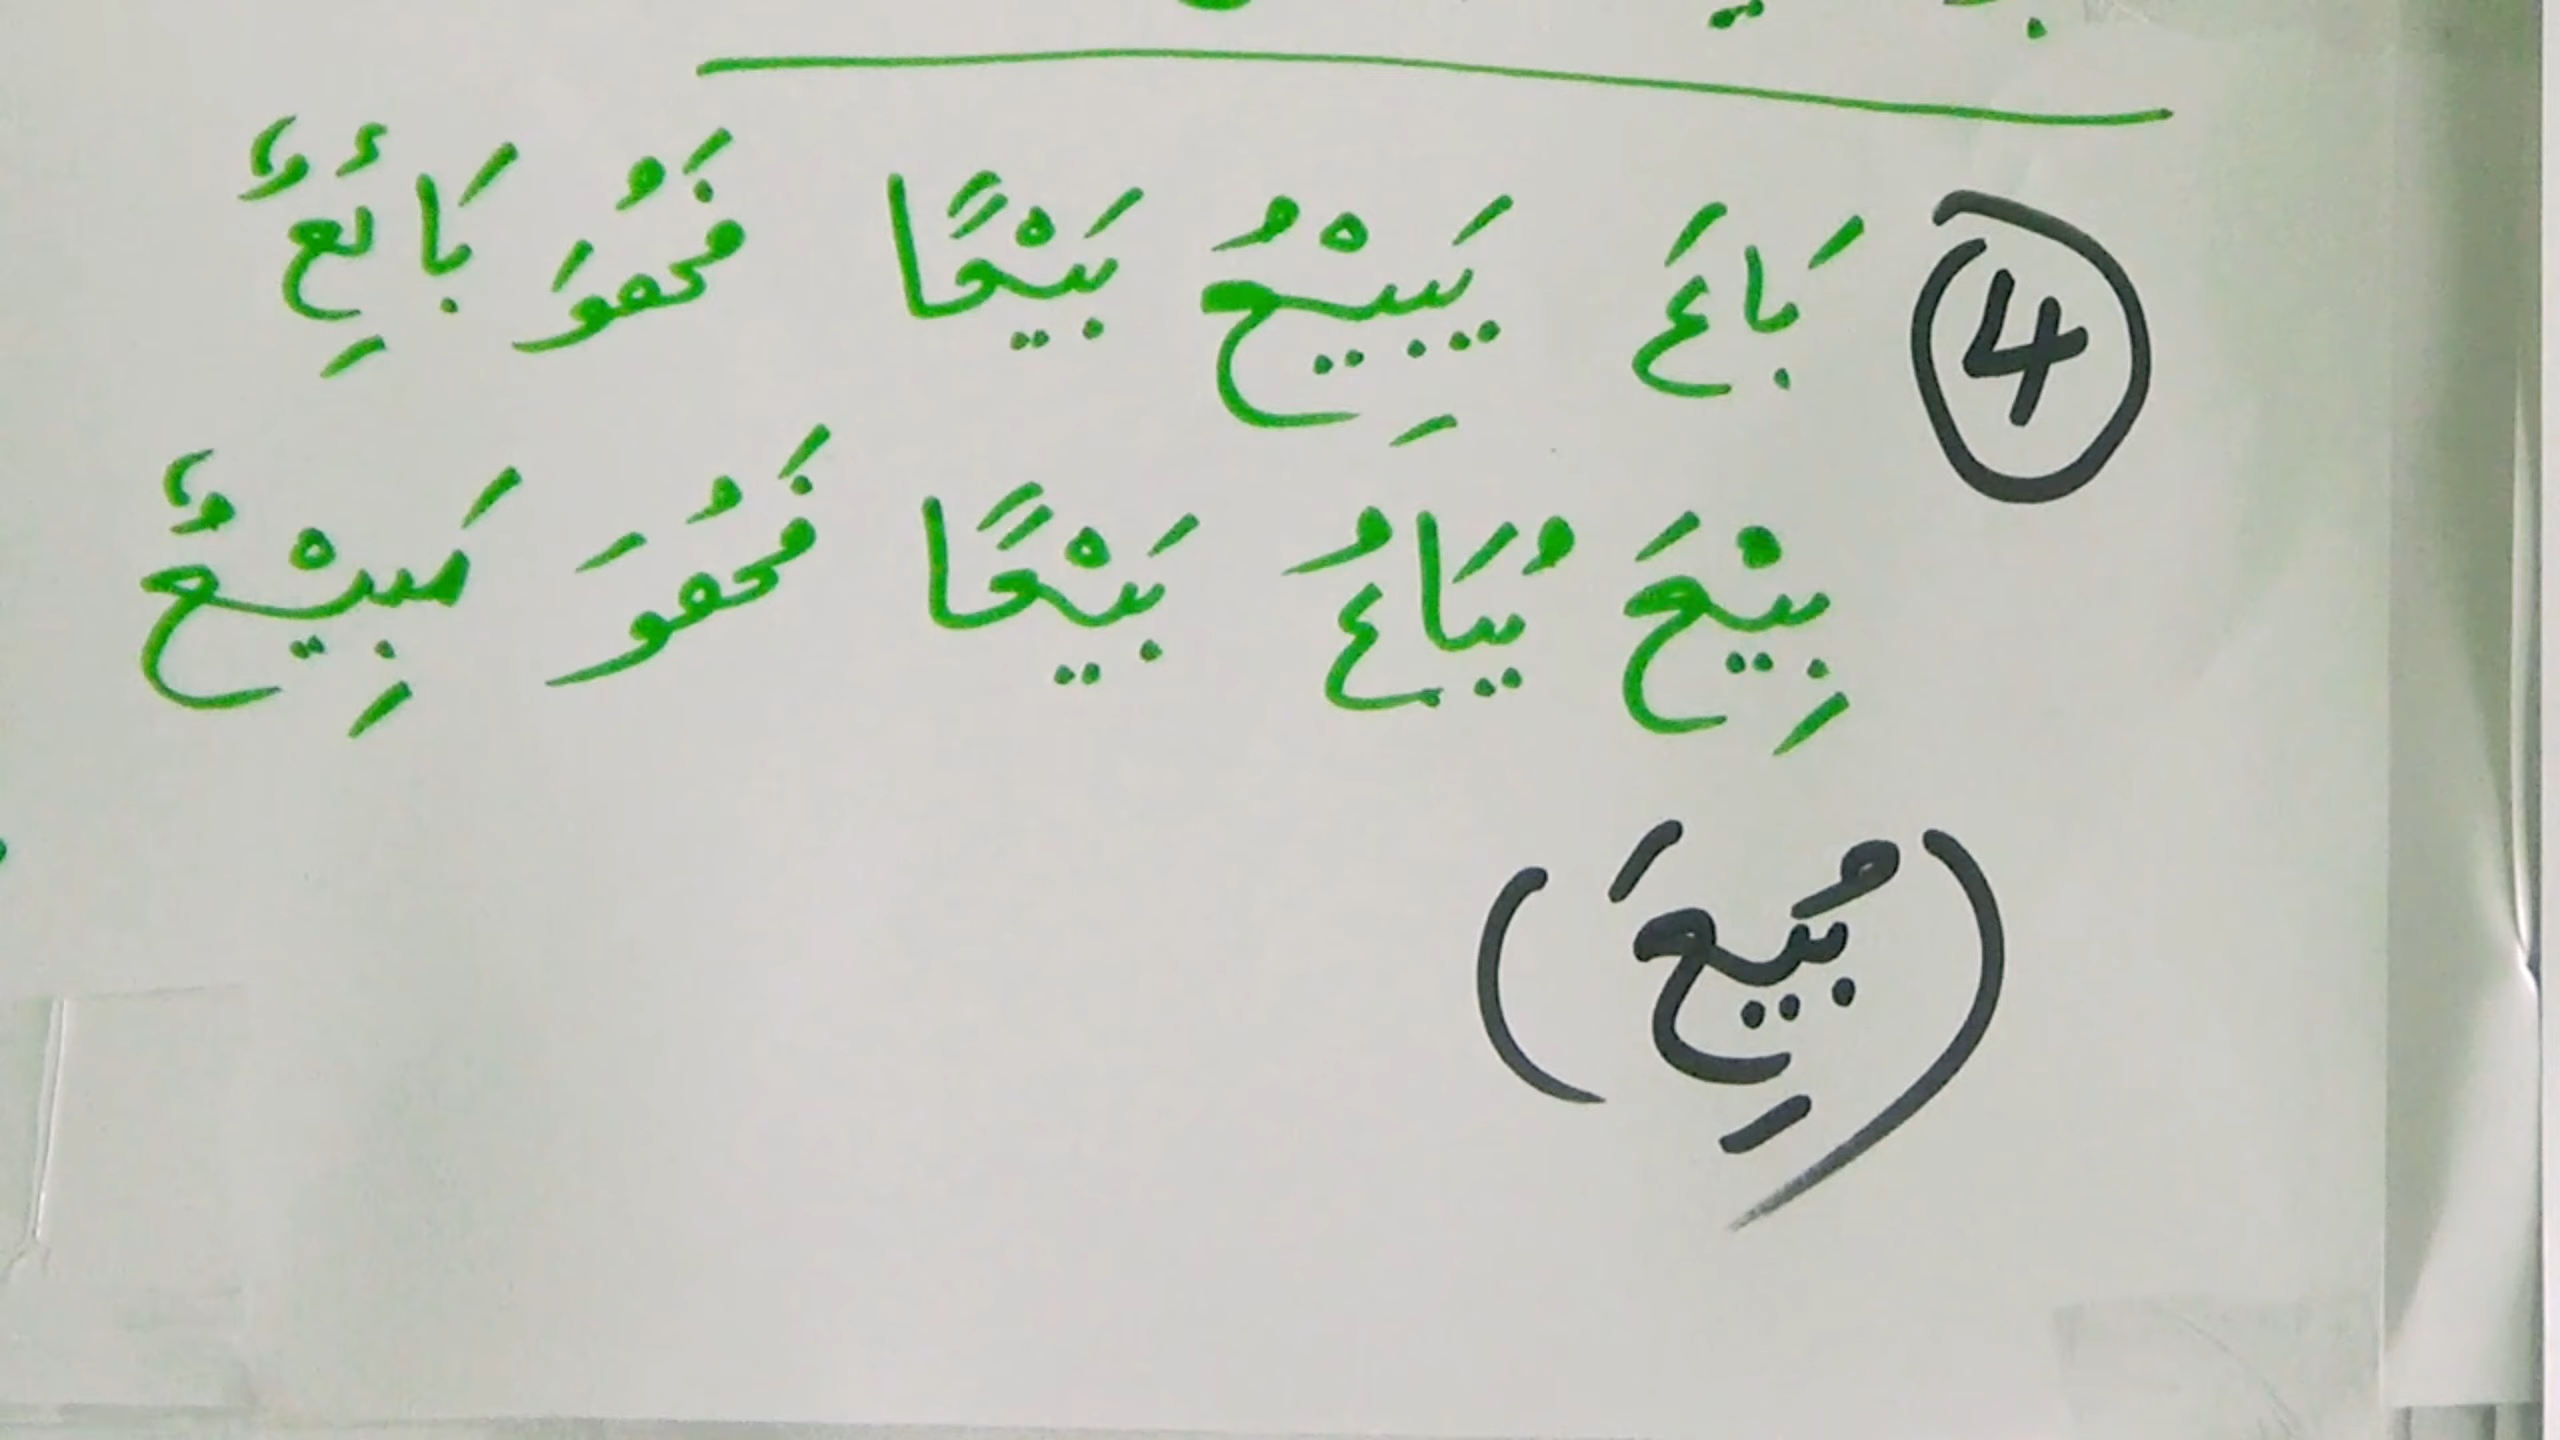 ④ بَاعَ يَبِيْعُ بَيْعًا فَهُوَ بَائِعٌ
بِيْعَ يُبَاعُ بَيْعًا فَهُوَ مَبِيْعٌ
(بُيِعَ)